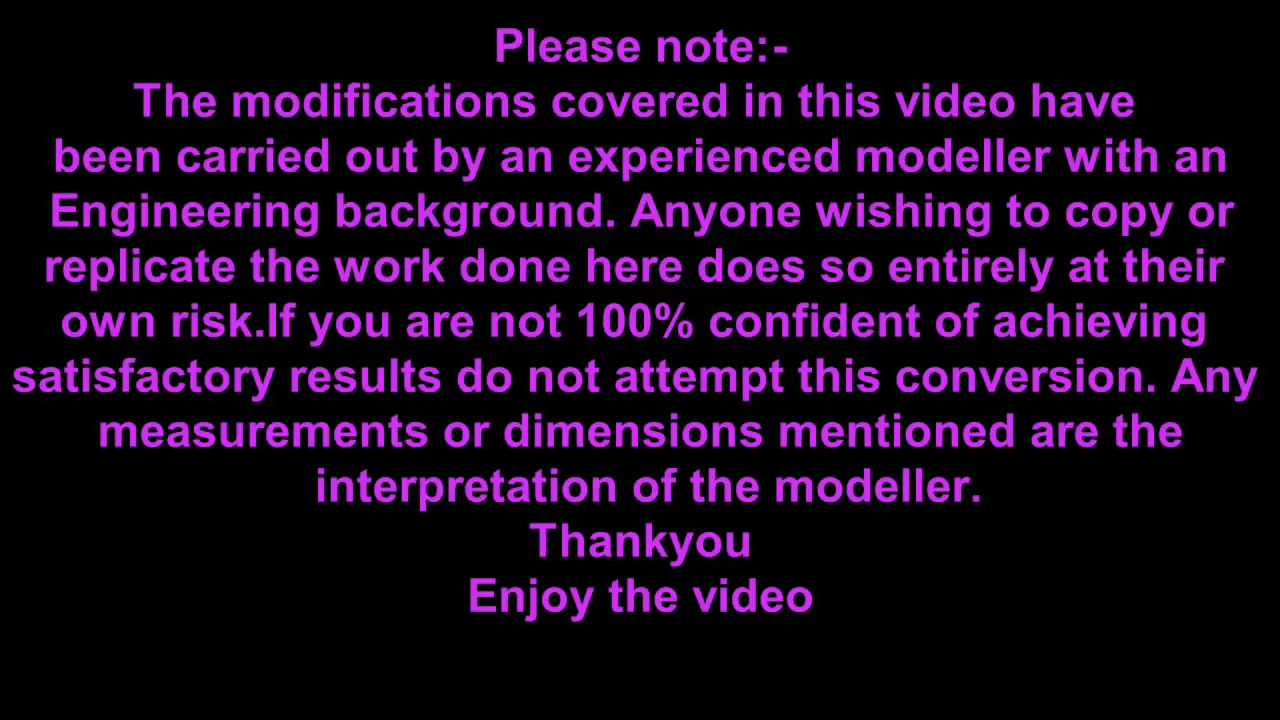 Please note:-
The modifications covered in this video have
been carried out by an experienced modeller with an
Engineering background. Anyone wishing to copy or
replicate the work done here does so entirely at their
own risk.If you are not 100% confident of achieving
satisfactory results do not attempt this conversion. Any
measurements or dimensions mentioned are the
interpretation of the modeller.
Thankyou
Enjoy the video